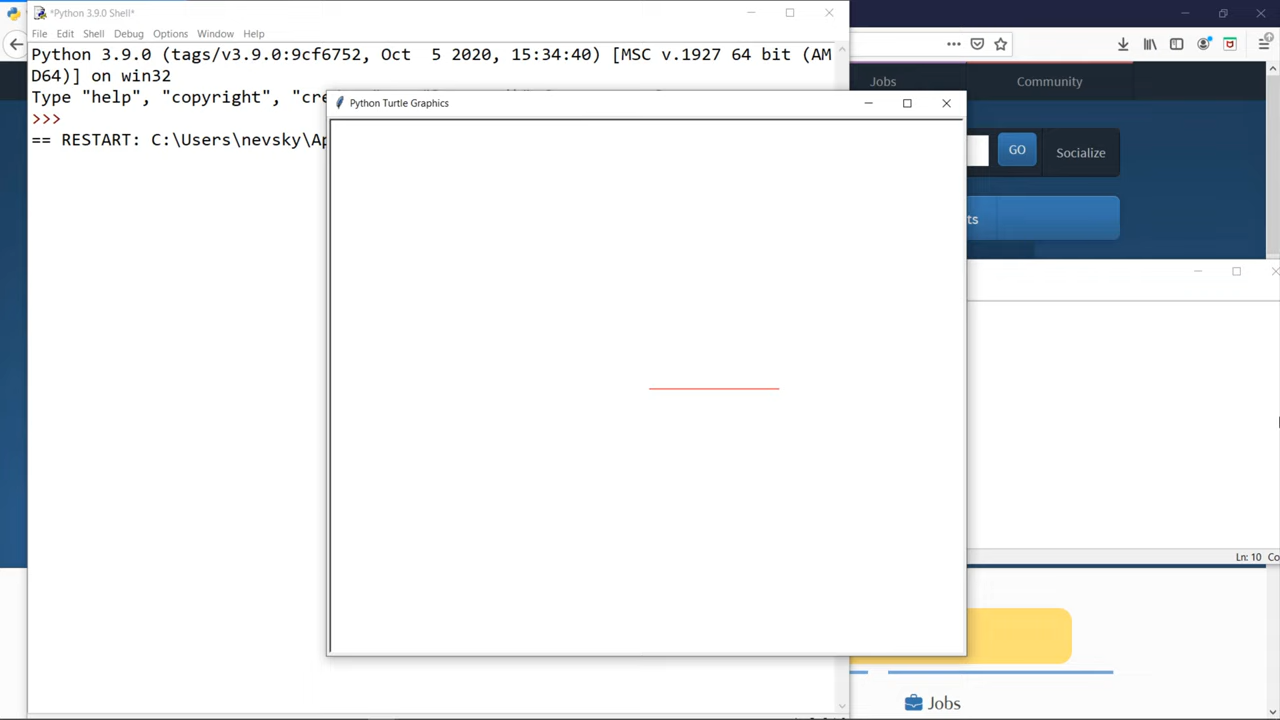 *Python 3.9.0 Shell*
File Edit Shell Debug Options Window Help
Python 3.9.0 (tags/v3.9.0:9cf6752, Oct  5 2020, 15:34:40) [MSC v.1927 64 bit (AM
D64)] on win32
Type "help", "copyright", "cre
>>>
== RESTART: C:\Users\nevsky\Ap
Python Turtle Graphics
Jobs Community
GO Socialize
ts
Ln: 10 Co
Jobs